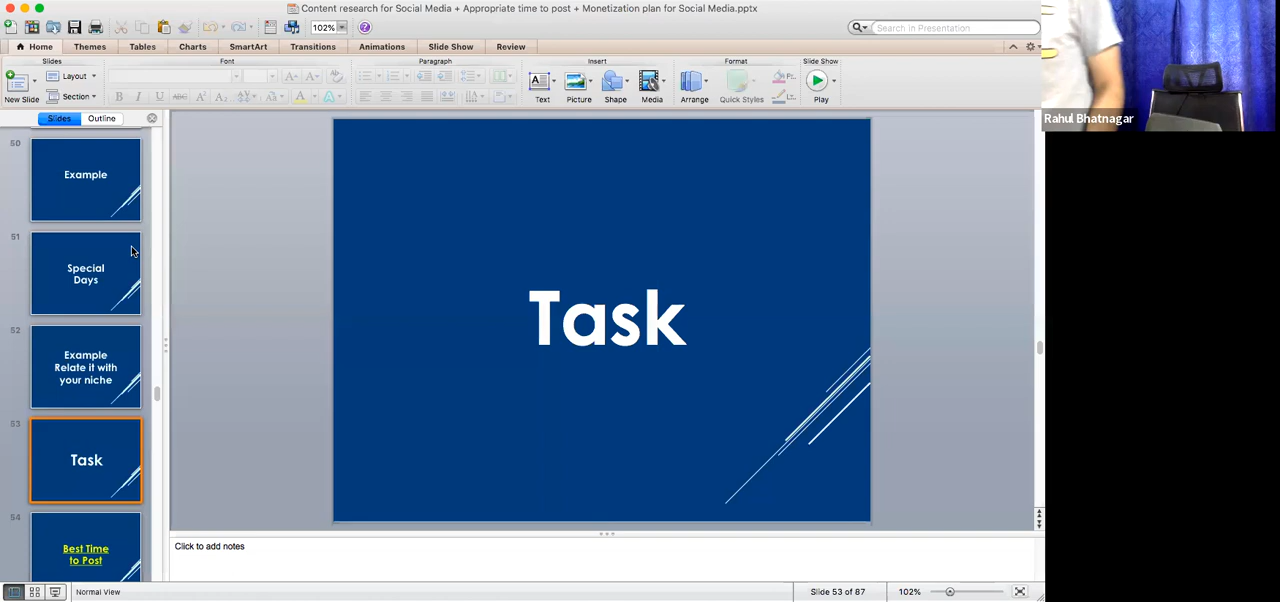 Content research for Social Media + Appropriate time to post + Monetization plan for Social Media.pptx
102%
Search in Presentation
Home
Themes
Tables
Charts
SmartArt
Transitions
Animations
Slide Show
Review
Slides
Font
Paragraph
Insert
Format
Slide Show
New Slide
Layout
Section
B I U ABC
Text
Picture
Shape
Media
Arrange
Quick Styles
Play
Rahul Bhatnagar
Slides
Outline
50
Example
51
Special
Days
52
Example
Relate it with
your niche
53
Task
54
Best Time
to Post
Task
Click to add notes
Normal View
Slide 53 of 87
102%